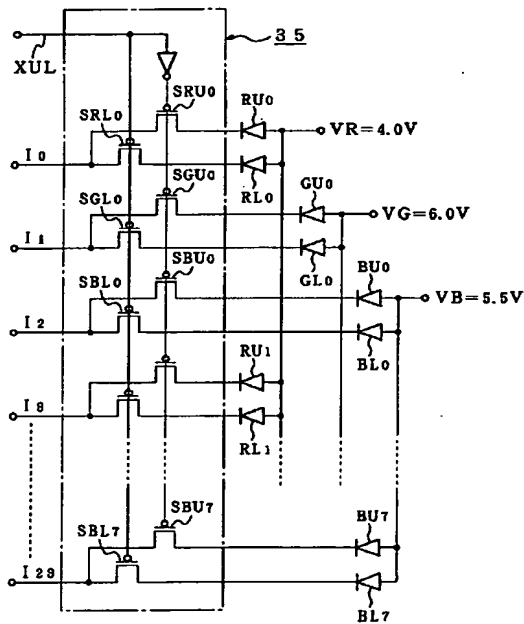 35
XUL
SRU0
SRL0
RU0
VR=4.0V
I0
RL0
SGU0
SGL0
GU0
VG=6.0V
I1
GL0
SBU0
SBL0
BU0
VB=5.5V
I2
BL0
RU1
I9
RL1
SBU7
SBL7
BU7
I29
BL7